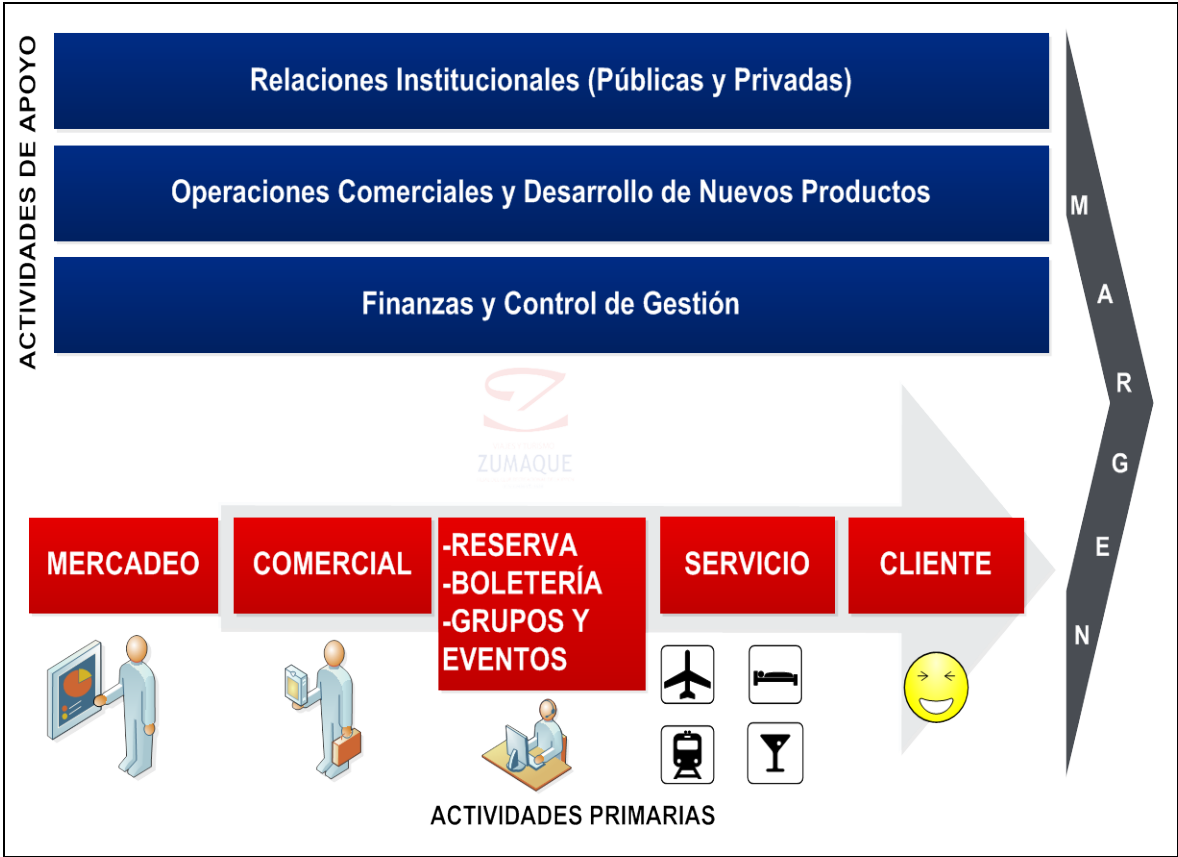 ACTIVIDADES DE APOYO
Relaciones Institucionales (Públicas y Privadas)
Operaciones Comerciales y Desarrollo de Nuevos Productos
Finanzas y Control de Gestión
MARGEN
ZUMAQUE
MERCADEO
COMERCIAL
-RESERVA
-BOLETERÍA
-GRUPOS Y
EVENTOS
SERVICIO
CLIENTE
ACTIVIDADES PRIMARIAS